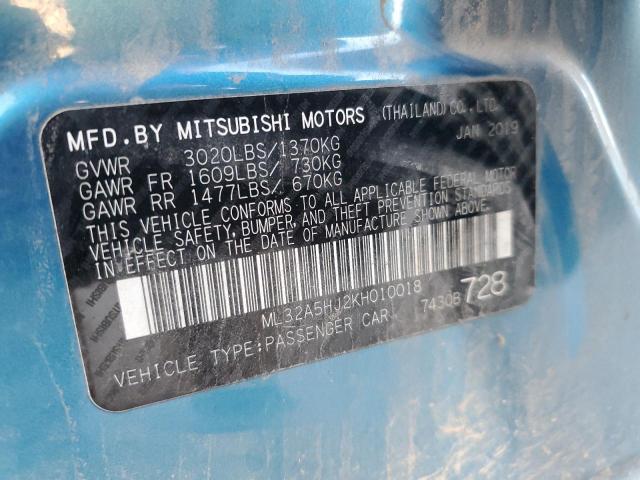 MFD.BY MITSUBISHI MOTORS (THAILAND)CO.,LTD.
JAN 2019
GVWR 3020LBS/1370KG
GAWR FR 1609LBS/ 730KG
GAWR RR 1477LBS/ 670KG
THIS VEHICLE CONFORMS TO ALL APPLICABLE FEDERAL MOTOR
VEHICLE SAFETY, BUMPER, AND THEFT PREVENTION STANDARDS
IN EFFECT ON THE DATE OF MANUFACTURE SHOWN ABOVE.
ML32A5HJ2KH010018
7430B 728
VEHICLE TYPE:PASSENGER CAR